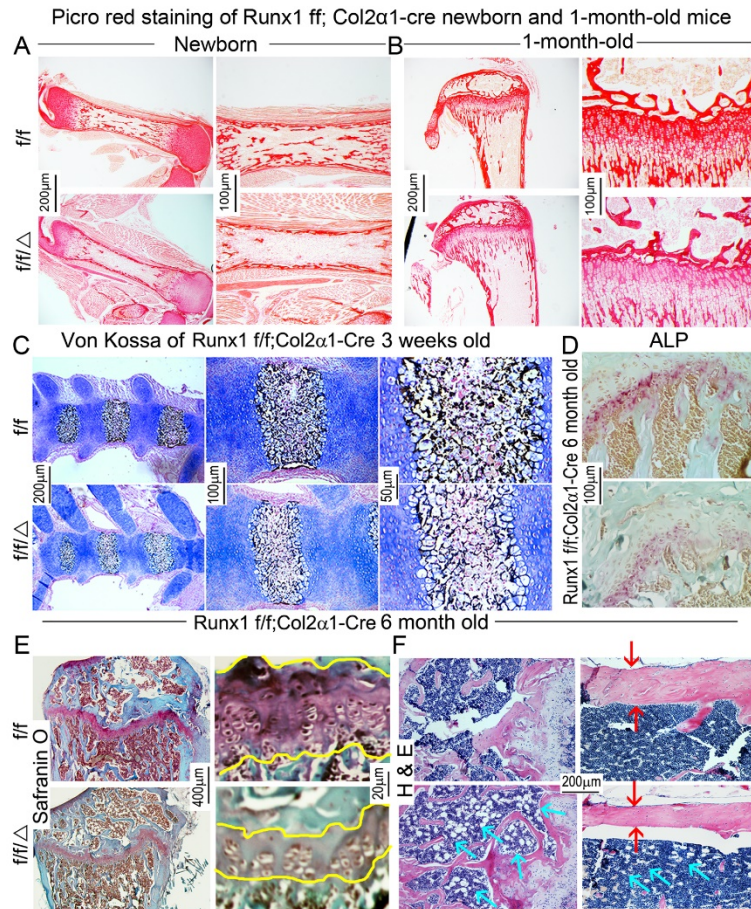 Picro red staining of Runx1 ff; Col2α1-cre newborn and 1-month-old mice
A
Newborn
B
1-month-old
f/f
f/f/△
200μm
100μm
200μm
100μm
C
Von Kossa of Runx1 f/f;Col2α1-Cre 3 weeks old
D
ALP
f/f
f/f/△
200μm
100μm
50μm
Runx1 f/f;Col2α1-Cre 6 month old
100μm
Runx1 f/f;Col2α1-Cre 6 month old
E
F
f/f
f/f/△
Safranin O
400μm
20μm
H & E
200μm